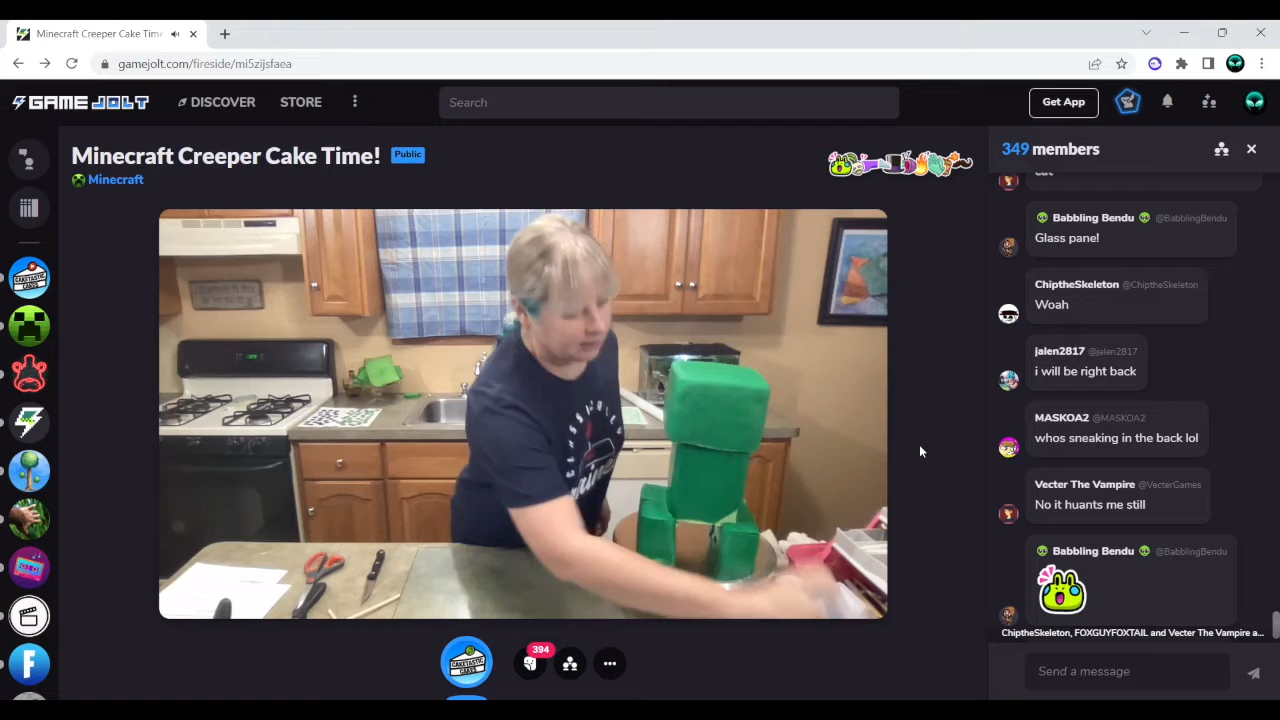 Minecraft Creeper Cake Time
gamejolt.com/fireside/mi5zijsfaea
GAME JOLT
DISCOVER
STORE
Search
Get App
Minecraft Creeper Cake Time!
Public
Minecraft
394
349 members
cat
Babbling Bendu @BabblingBendu
Glass pane!
ChiptheSkeleton @ChiptheSkeleton
Woah
jalen2817 @jalen2817
i will be right back
MASKOA2 @MASKOA2
whos sneaking in the back lol
Vecter The Vampire @VecterGames
No it huants me still
Babbling Bendu @BabblingBendu
ChiptheSkeleton, FOXGUYFOXTAIL and Vecter The Vampire a...
Send a message